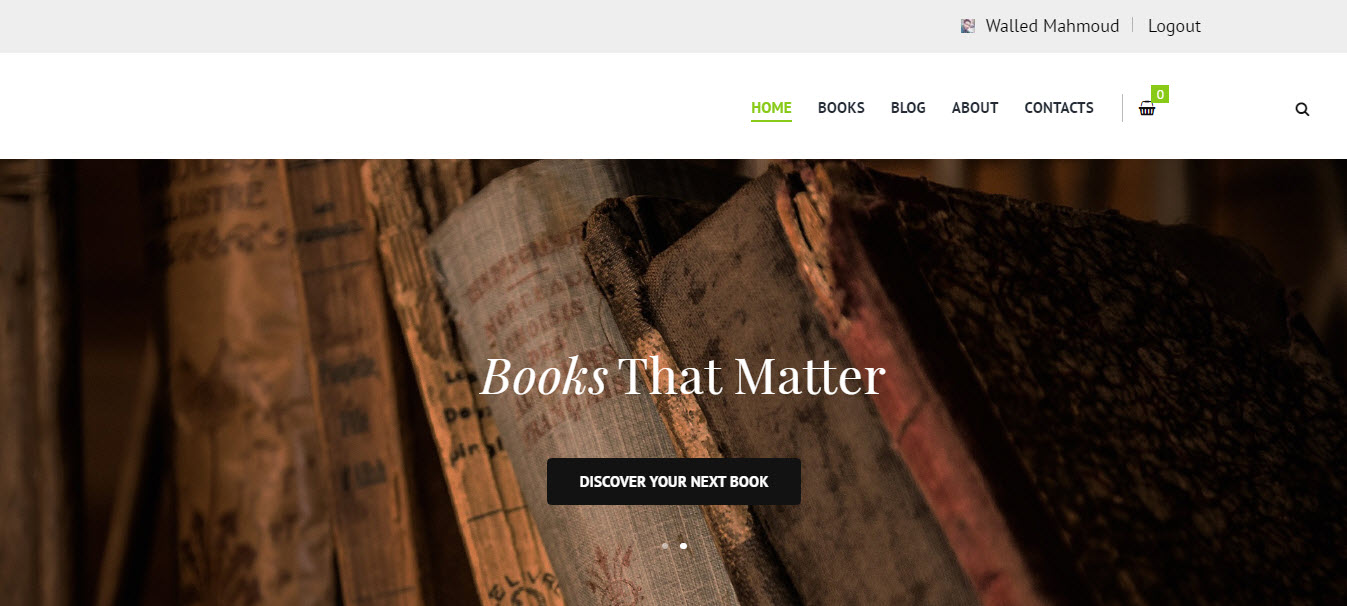 Walled Mahmoud Logout
HOME BOOKS BLOG ABOUT CONTACTS 0
Books That Matter
DISCOVER YOUR NEXT BOOK